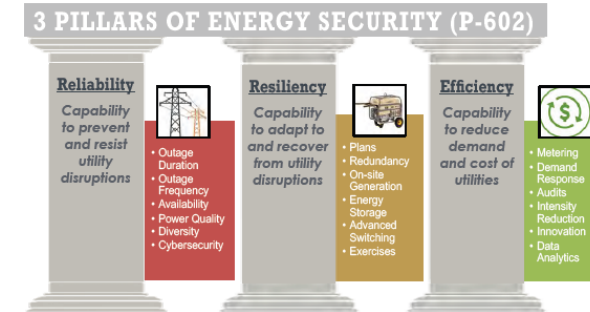 3 PILLARS OF ENERGY SECURITY (P-602)
Reliability
Capability
to prevent
and resist
utility
disruptions
• Outage
Duration
• Outage
Frequency
• Availability
• Power Quality
• Diversity
• Cybersecurity
Resiliency
Capability
to adapt to
and recover
from utility
disruptions
• Plans
• Redundancy
• On-site
Generation
• Energy
Storage
• Advanced
Switching
• Exercises
Efficiency
Capability
to reduce
demand
and cost of
utilities
$
• Metering
• Demand
Response
• Audits
• Intensity
Reduction
• Innovation
• Data
Analytics